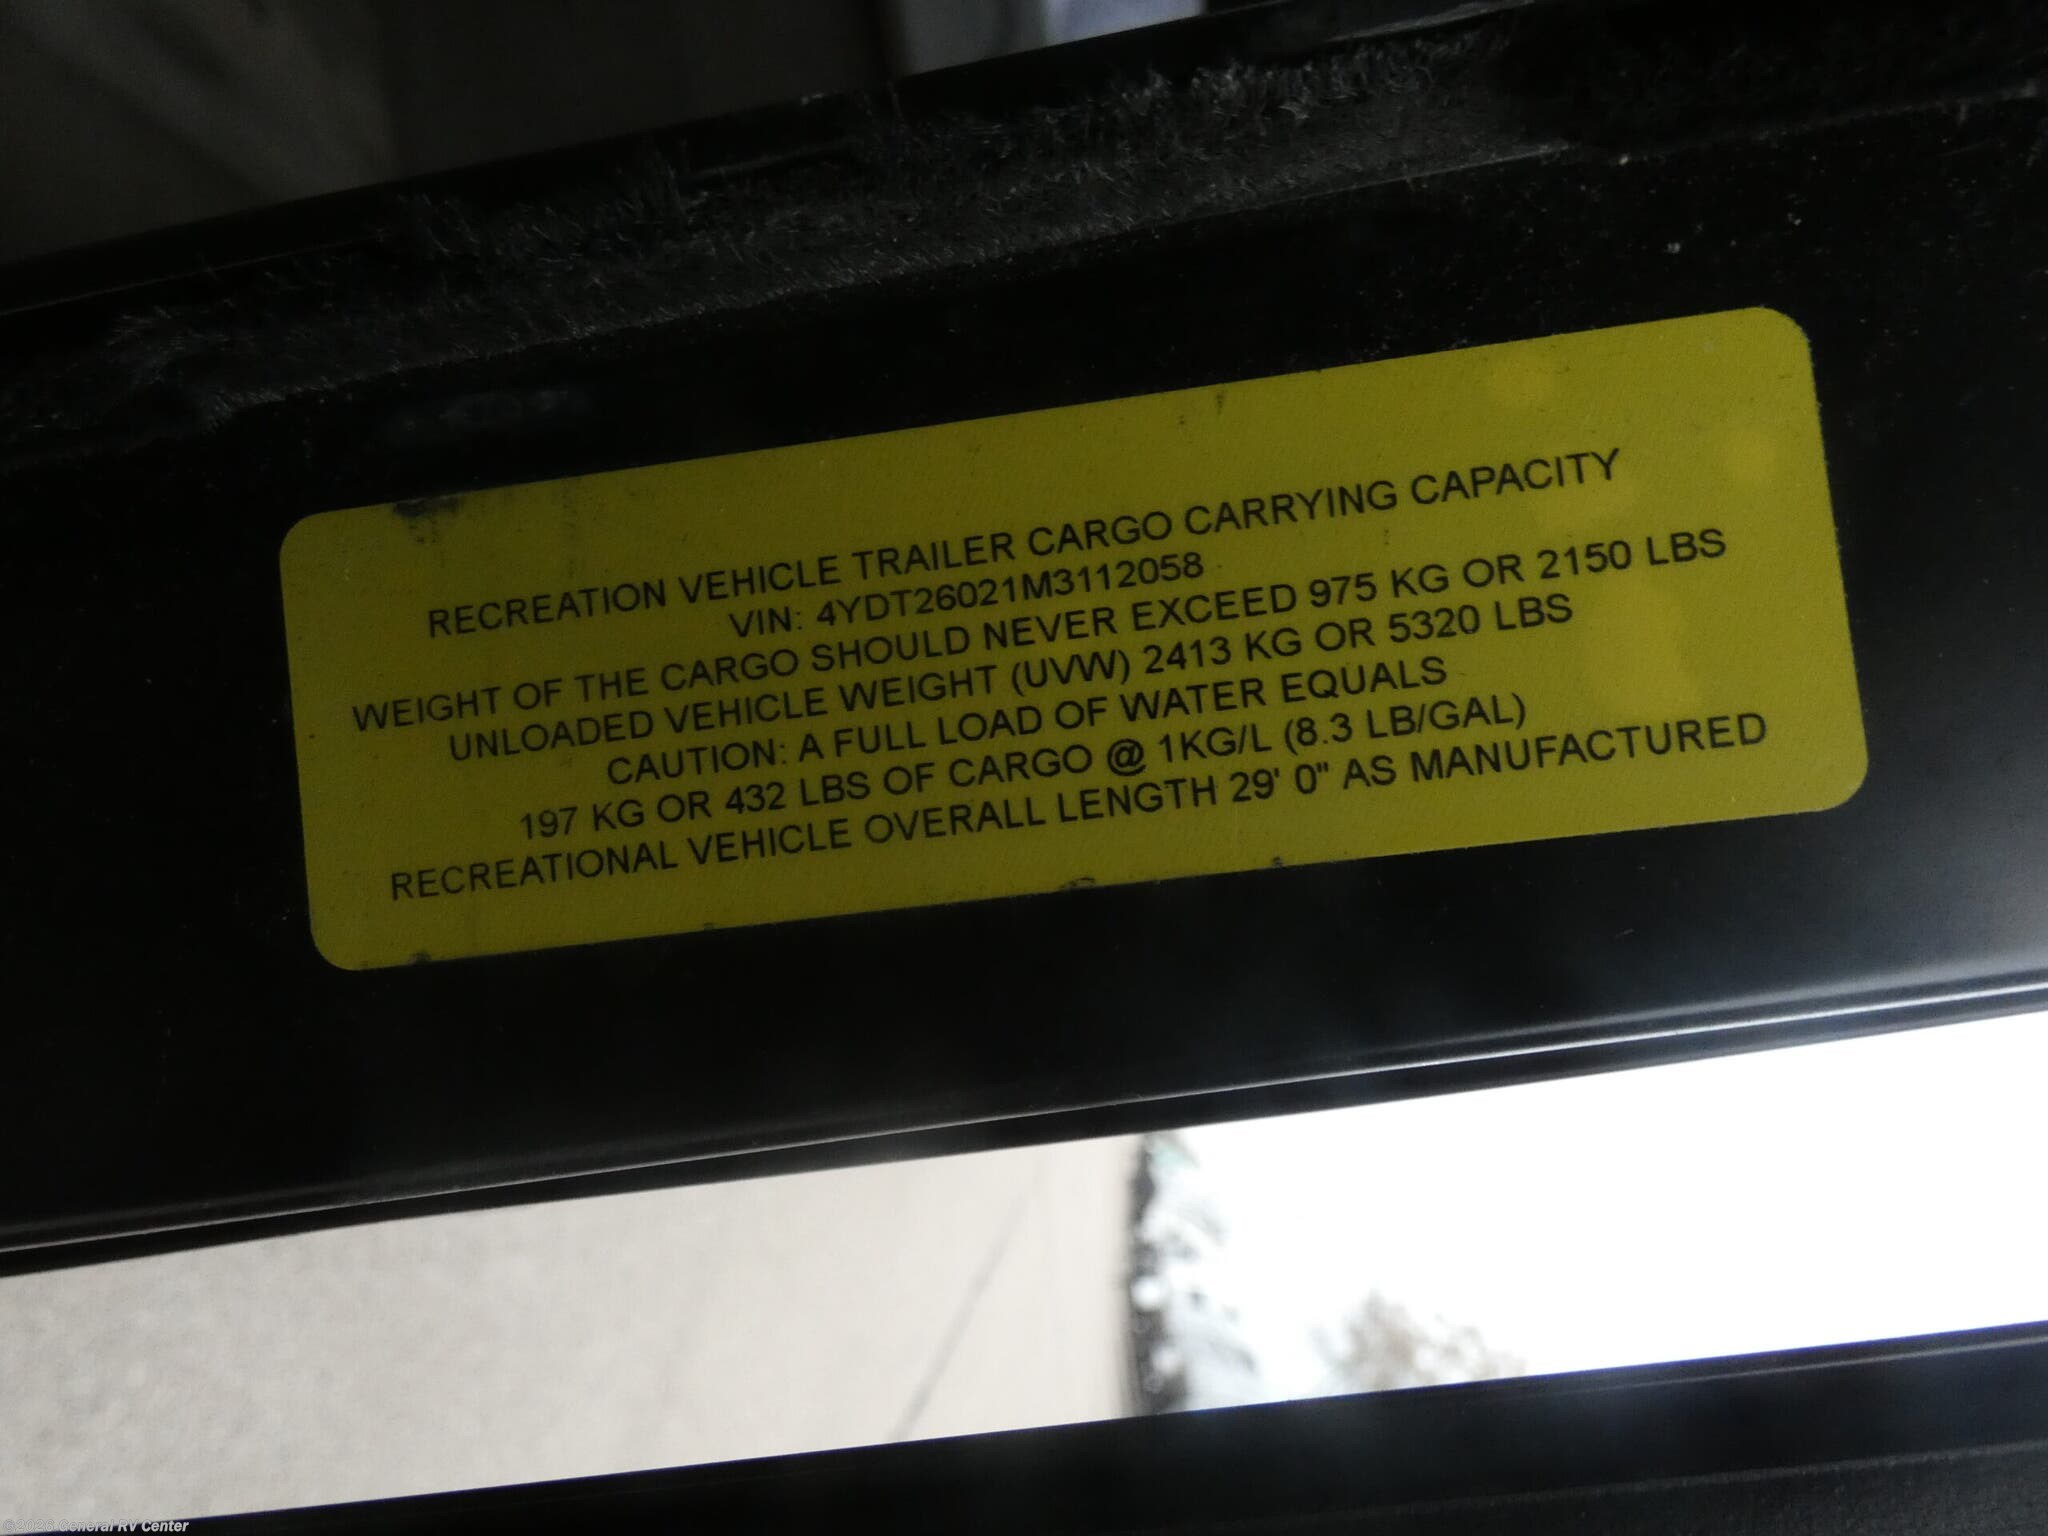 RECREATION VEHICLE TRAILER CARGO CARRYING CAPACITY
VIN: 4YDT26021M3112058
WEIGHT OF THE CARGO SHOULD NEVER EXCEED 975 KG OR 2150 LBS
UNLOADED VEHICLE WEIGHT (UVW) 2413 KG OR 5320 LBS
CAUTION: A FULL LOAD OF WATER EQUALS
197 KG OR 432 LBS OF CARGO @ 1KG/L (8.3 LB/GAL)
RECREATIONAL VEHICLE OVERALL LENGTH 29' 0" AS MANUFACTURED
©2026 General RV Center